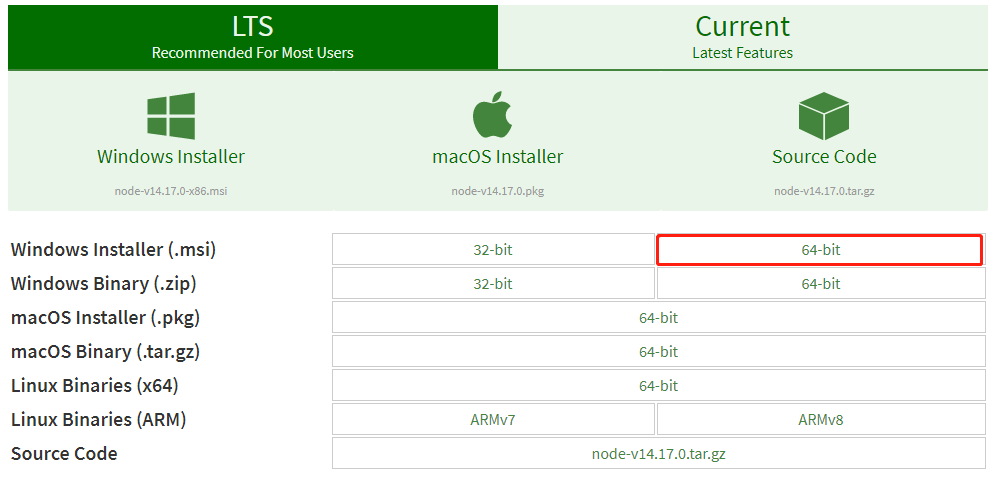 LTS
Recommended For Most Users
Current
Latest Features
Windows Installer
node-v14.17.0-x86.msi
macOS Installer
node-v14.17.0.pkg
Source Code
node-v14.17.0.tar.gz
Windows Installer (.msi) 32-bit 64-bit
Windows Binary (.zip) 32-bit 64-bit
macOS Installer (.pkg) 64-bit
macOS Binary (.tar.gz) 64-bit
Linux Binaries (x64) 64-bit
Linux Binaries (ARM) ARMv7 ARMv8
Source Code node-v14.17.0.tar.gz